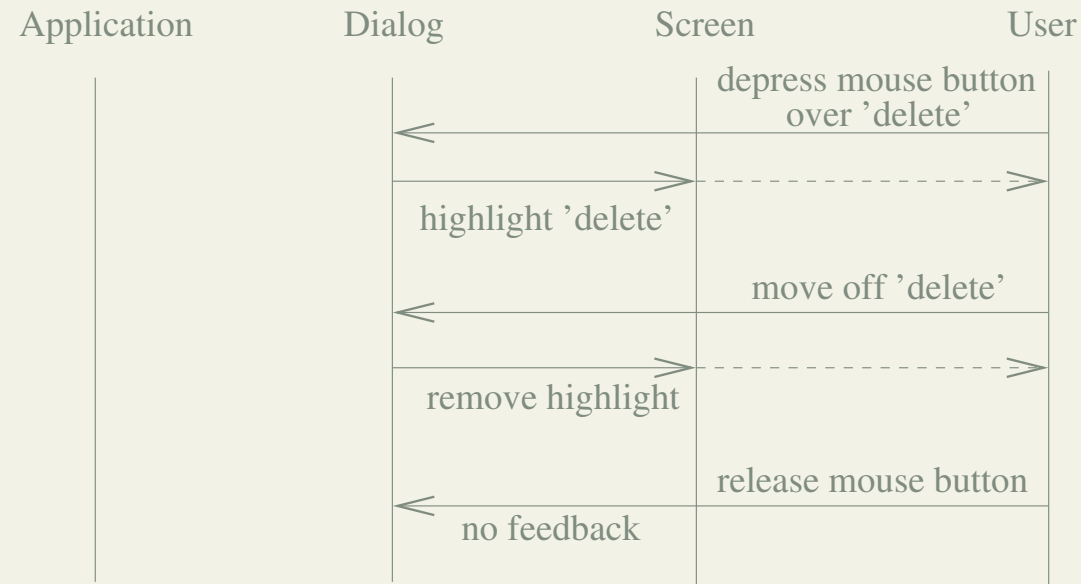 Application Dialog Screen User
depress mouse button
over ’delete’
highlight ’delete’
move off ’delete’
remove highlight
release mouse button
no feedback